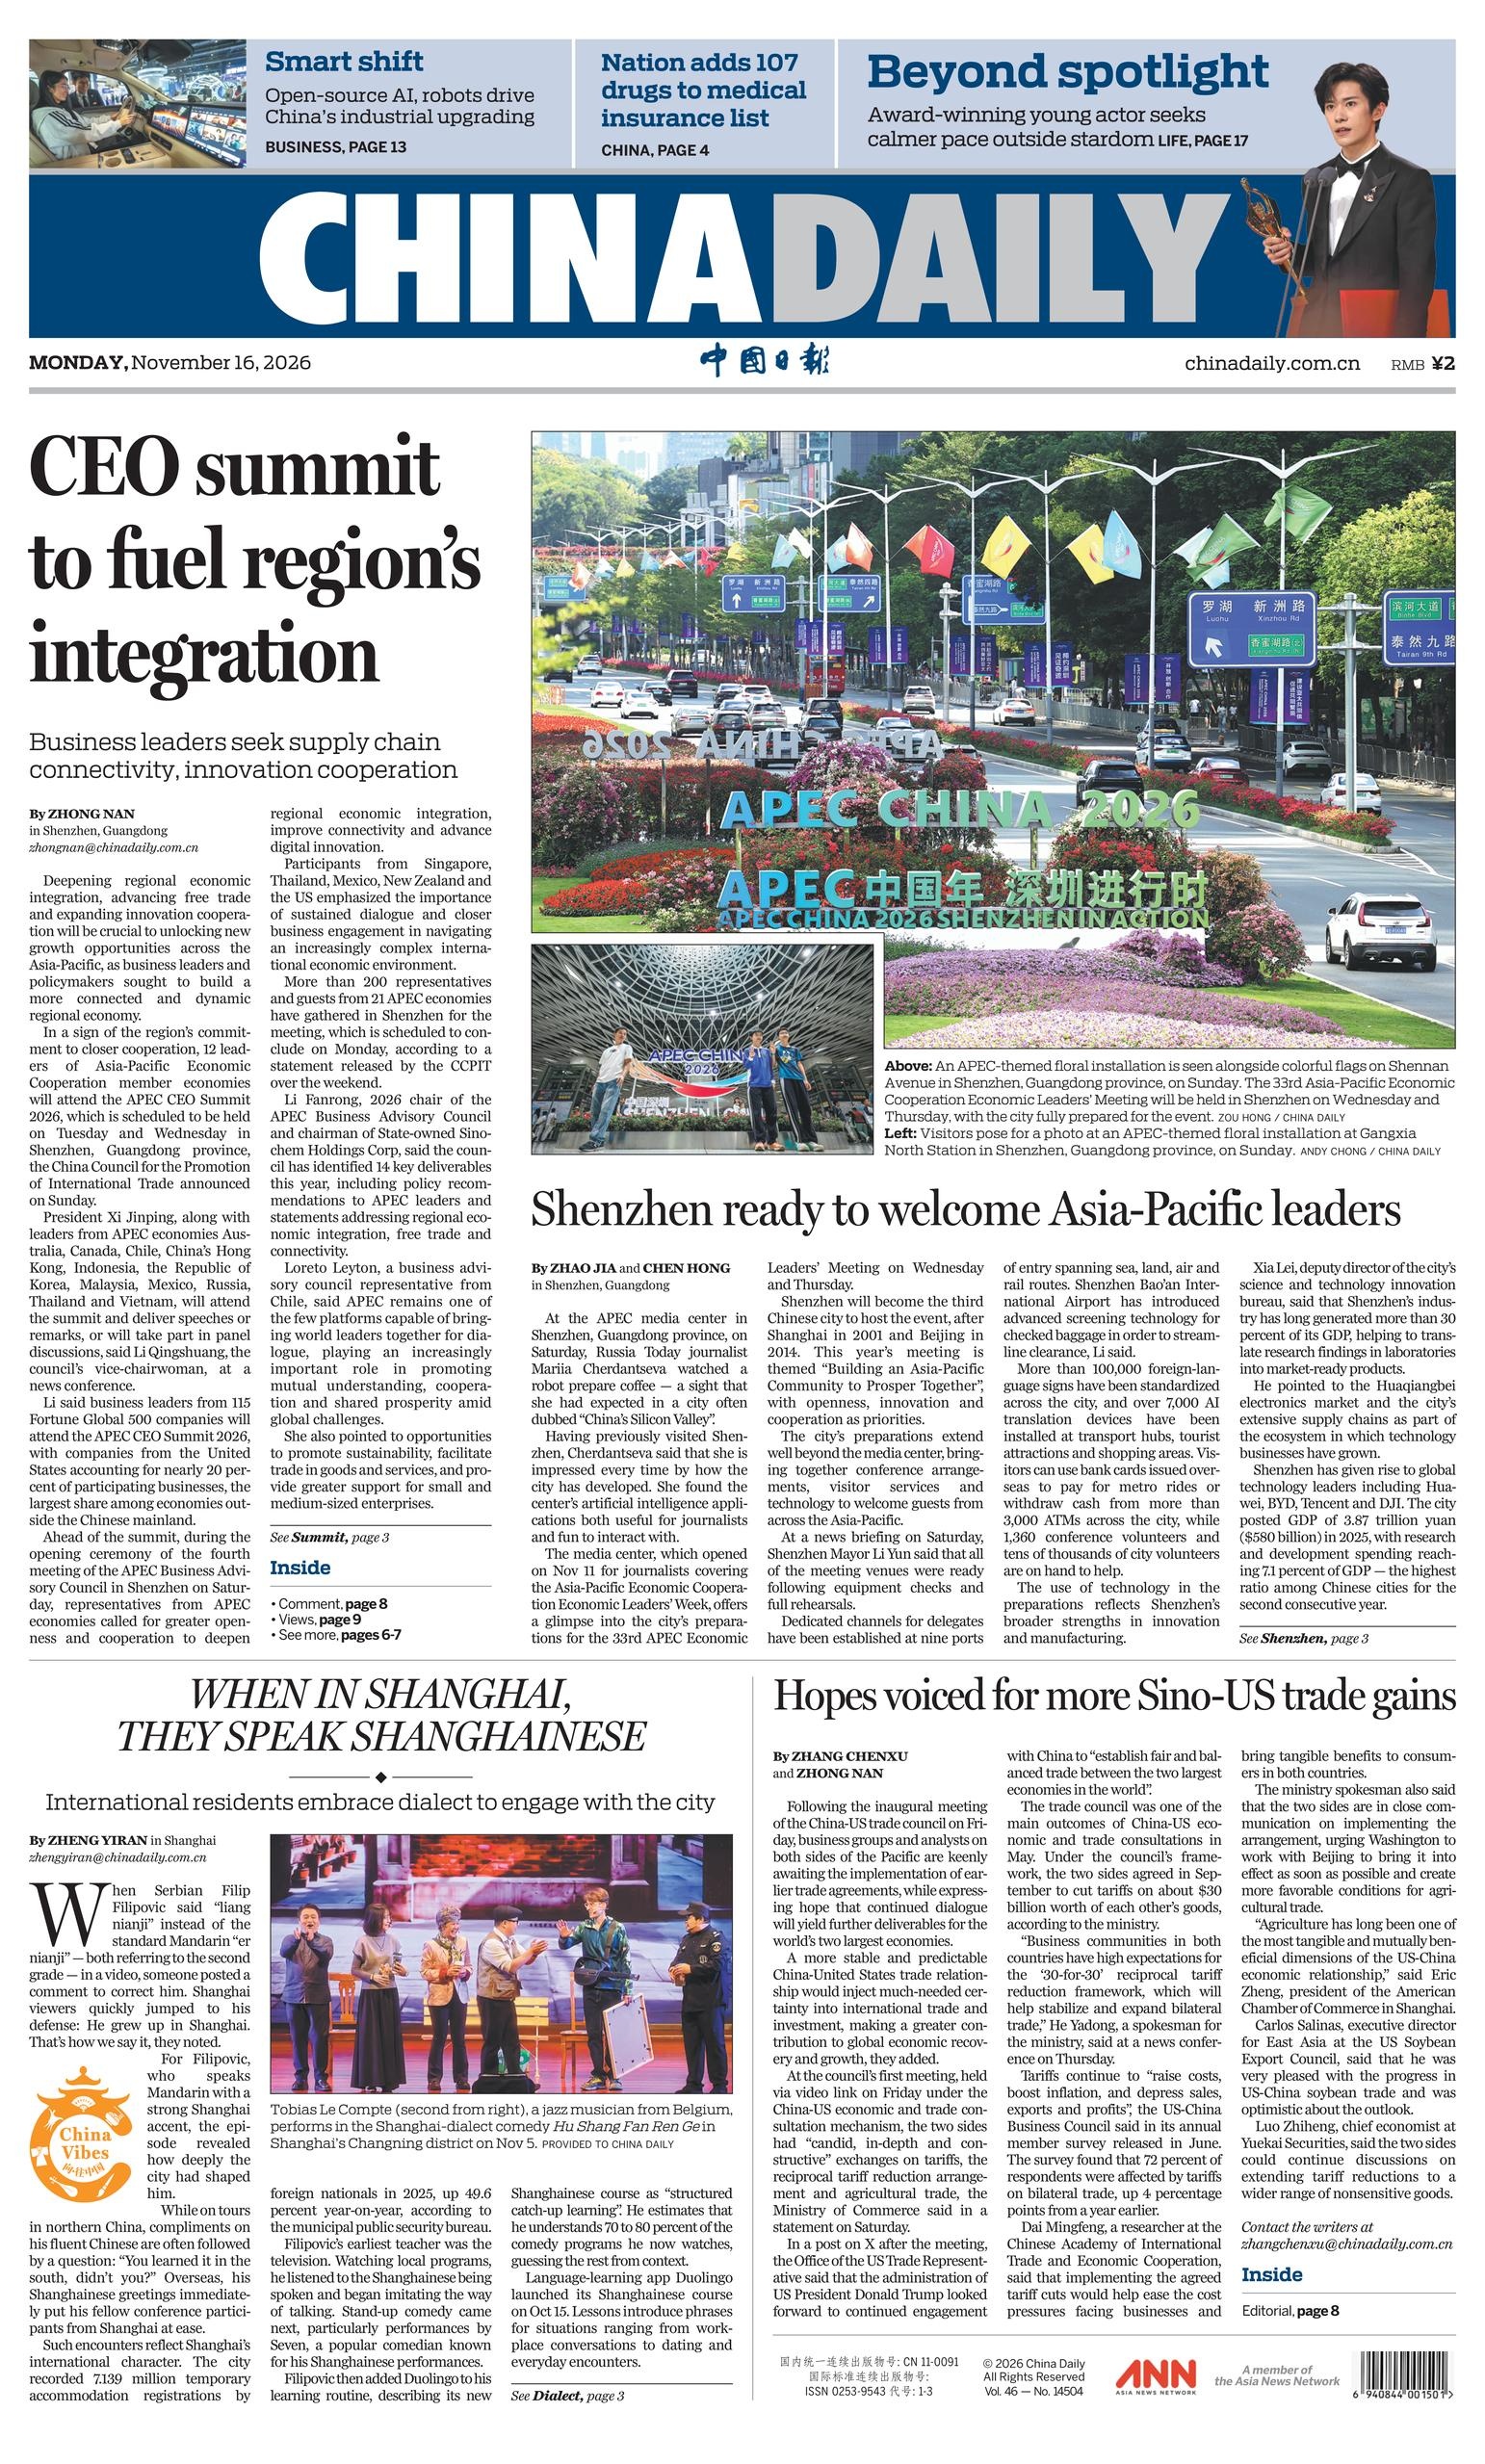 Smart shift
Open-source AI, robots drive
China's industrial upgrading
BUSINESS, PAGE 13
Nation adds 107
drugs to medical
insurance list
CHINA, PAGE 4
Beyond spotlight
Award-winning young actor seeks
calmer pace outside stardom LIFE, PAGE 17
CHINADAILY
MONDAY, November 16, 2026
中國日報
chinadaily.com.cn RMB ¥2
CEO summit
to fuel region's
integration
Business leaders seek supply chain
connectivity, innovation cooperation
By ZHONG NAN
in Shenzhen, Guangdong
zhongnan@chinadaily.com.cn
Deepening regional economic
integration, advancing free trade
and expanding innovation coopera-
tion will be crucial to unlocking new
growth opportunities across the
Asia-Pacific, as business leaders and
policymakers sought to build a
more connected and dynamic
regional economy.
In a sign of the region's commit-
ment to closer cooperation, 12 lead-
ers of Asia-Pacific Economic
Cooperation member economies
will attend the APEC CEO Summit
2026, which is scheduled to be held
on Tuesday and Wednesday in
Shenzhen, Guangdong province,
the China Council for the Promotion
of International Trade announced
on Sunday.
President Xi Jinping, along with
leaders from APEC economies Aus-
tralia, Canada, Chile, China's Hong
Kong, Indonesia, the Republic of
Korea, Malaysia, Mexico, Russia,
Thailand and Vietnam, will attend
the summit and deliver speeches or
remarks, or will take part in panel
discussions, said Li Qingshuang, the
council's vice-chairwoman, at a
news conference.
Li said business leaders from 115
Fortune Global 500 companies will
attend the APEC CEO Summit 2026,
with companies from the United
States accounting for nearly 20 per-
cent of participating businesses, the
largest share among economies out-
side the Chinese mainland.
Ahead of the summit, during the
opening ceremony of the fourth
meeting of the APEC Business Advi-
sory Council in Shenzhen on Satur-
day, representatives from APEC
economies called for greater open-
ness and cooperation to deepen
regional economic integration,
improve connectivity and advance
digital innovation.
Participants from Singapore,
Thailand, Mexico, New Zealand and
the US emphasized the importance
of sustained dialogue and closer
business engagement in navigating
an increasingly complex interna-
tional economic environment.
More than 200 representatives
and guests from 21 APEC economies
have gathered in Shenzhen for the
meeting, which is scheduled to con-
clude on Monday, according to a
statement released by the CCPIT
over the weekend.
Li Fanrong, 2026 chair of the
APEC Business Advisory Council
and chairman of State-owned Sino-
chem Holdings Corp, said the coun-
cil has identified 14 key deliverables
this year, including policy recom-
mendations to APEC leaders and
statements addressing regional eco-
nomic integration, free trade and
connectivity.
Loreto Leyton, a business advi-
sory council representative from
Chile, said APEC remains one of
the few platforms capable of bring-
ing world leaders together for dia-
logue, playing an increasingly
important role in promoting
mutual understanding, coopera-
tion and shared prosperity amid
global challenges.
She also pointed to opportunities
to promote sustainability, facilitate
trade in goods and services, and pro-
vide greater support for small and
medium-sized enterprises.
See Summit, page 3
Inside
• Comment, page 8
• Views, page 9
• See more, pages 6-7
罗湖 新洲路
Luohu Xinzhou Rd
香蜜湖路
滨河大道
泰然九路
Tairan 9th Rd
APEC CHINA 2026
APEC CHINA 2026
APEC 中国年 深圳进行时
APEC CHINA 2026 SHENZHEN IN ACTION
APEC CHIN
2026
Above: An APEC-themed floral installation is seen alongside colorful flags on Shennan
Avenue in Shenzhen, Guangdong province, on Sunday. The 33rd Asia-Pacific Economic
Cooperation Economic Leaders' Meeting will be held in Shenzhen on Wednesday and
Thursday, with the city fully prepared for the event. ZOU HONG / CHINA DAILY
Left: Visitors pose for a photo at an APEC-themed floral installation at Gangxia
North Station in Shenzhen, Guangdong province, on Sunday. ANDY CHONG / CHINA DAILY
Shenzhen ready to welcome Asia-Pacific leaders
By ZHAO JIA and CHEN HONG
in Shenzhen, Guangdong
At the APEC media center in
Shenzhen, Guangdong province, on
Saturday, Russia Today journalist
Mariia Cherdantseva watched a
robot prepare coffee — a sight that
she had expected in a city often
dubbed "China's Silicon Valley".
Having previously visited Shen-
zhen, Cherdantseva said that she is
impressed every time by how the
city has developed. She found the
center's artificial intelligence appli-
cations both useful for journalists
and fun to interact with.
The media center, which opened
on Nov 11 for journalists covering
the Asia-Pacific Economic Coopera-
tion Economic Leaders' Week, offers
a glimpse into the city's prepara-
tions for the 33rd APEC Economic
Leaders' Meeting on Wednesday
and Thursday.
Shenzhen will become the third
Chinese city to host the event, after
Shanghai in 2001 and Beijing in
2014. This year's meeting is
themed "Building an Asia-Pacific
Community to Prosper Together",
with openness, innovation and
cooperation as priorities.
The city's preparations extend
well beyond the media center, bring-
ing together conference arrange-
ments, visitor services and
technology to welcome guests from
across the Asia-Pacific.
At a news briefing on Saturday,
Shenzhen Mayor Li Yun said that all
of the meeting venues were ready
following equipment checks and
full rehearsals.
Dedicated channels for delegates
have been established at nine ports
of entry spanning sea, land, air and
rail routes. Shenzhen Bao'an Inter-
national Airport has introduced
advanced screening technology for
checked baggage in order to stream-
line clearance, Li said.
More than 100,000 foreign-lan-
guage signs have been standardized
across the city, and over 7,000 AI
translation devices have been
installed at transport hubs, tourist
attractions and shopping areas. Vis-
itors can use bank cards issued over-
seas to pay for metro rides or
withdraw cash from more than
3,000 ATMs across the city, while
1,360 conference volunteers and
tens of thousands of city volunteers
are on hand to help.
The use of technology in the
preparations reflects Shenzhen's
broader strengths in innovation
and manufacturing.
Xia Lei, deputy director of the city's
science and technology innovation
bureau, said that Shenzhen's indus-
try has long generated more than 30
percent of its GDP, helping to trans-
late research findings in laboratories
into market-ready products.
He pointed to the Huaqiangbei
electronics market and the city's
extensive supply chains as part of
the ecosystem in which technology
businesses have grown.
Shenzhen has given rise to global
technology leaders including Hua-
wei, BYD, Tencent and DJI. The city
posted GDP of 3.87 trillion yuan
($580 billion) in 2025, with research
and development spending reach-
ing 7.1 percent of GDP — the highest
ratio among Chinese cities for the
second consecutive year.
See Shenzhen, page 3
WHEN IN SHANGHAI,
THEY SPEAK SHANGHAINESE
International residents embrace dialect to engage with the city
By ZHENG YIRAN in Shanghai
zhengyiran@chinadaily.com.cn
When Serbian Filip
Filipovic said "liang
nianji" instead of the
standard Mandarin "er
nianji" — both referring to the second
grade — in a video, someone posted a
comment to correct him. Shanghai
viewers quickly jumped to his
defense: He grew up in Shanghai.
That's how we say it, they noted.
For Filipovic,
who speaks
Mandarin with a
strong Shanghai
accent, the epi-
sode revealed
how deeply the
city had shaped
him.
China
Vibes
While on tours
in northern China, compliments on
his fluent Chinese are often followed
by a question: "You learned it in the
south, didn't you?" Overseas, his
Shanghainese greetings immediate-
ly put his fellow conference partici-
pants from Shanghai at ease.
Such encounters reflect Shanghai's
international character. The city
recorded 7.139 million temporary
accommodation registrations by
Tobias Le Compte (second from right), a jazz musician from Belgium,
performs in the Shanghai-dialect comedy Hu Shang Fan Ren Ge in
Shanghai's Changning district on Nov 5. PROVIDED TO CHINA DAILY
foreign nationals in 2025, up 49.6
percent year-on-year, according to
the municipal public security bureau.
Filipovic's earliest teacher was the
television. Watching local programs,
he listened to the Shanghainese being
spoken and began imitating the way
of talking. Stand-up comedy came
next, particularly performances by
Seven, a popular comedian known
for his Shanghainese performances.
Filipovic then added Duolingo to his
learning routine, describing its new
Shanghainese course as "structured
catch-up learning". He estimates that
he understands 70 to 80 percent of the
comedy programs he now watches,
guessing the rest from context.
Language-learning app Duolingo
launched its Shanghainese course
on Oct 15. Lessons introduce phrases
for situations ranging from work-
place conversations to dating and
everyday encounters.
See Dialect, page 3
Hopes voiced for more Sino-US trade gains
By ZHANG CHENXU
and ZHONG NAN
Following the inaugural meeting
of the China-US trade council on Fri-
day, business groups and analysts on
both sides of the Pacific are keenly
awaiting the implementation of ear-
lier trade agreements, while express-
ing hope that continued dialogue
will yield further deliverables for the
world's two largest economies.
A more stable and predictable
China-United States trade relation-
ship would inject much-needed cer-
tainty into international trade and
investment, making a greater con-
tribution to global economic recov-
ery and growth, they added.
At the council's first meeting, held
via video link on Friday under the
China-US economic and trade con-
sultation mechanism, the two sides
had "candid, in-depth and con-
structive" exchanges on tariffs, the
reciprocal tariff reduction arrange-
ment and agricultural trade, the
Ministry of Commerce said in a
statement on Saturday.
In a post on X after the meeting,
the Office of the US Trade Represent-
ative said that the administration of
US President Donald Trump looked
forward to continued engagement
with China to "establish fair and bal-
anced trade between the two largest
economies in the world".
The trade council was one of the
main outcomes of China-US eco-
nomic and trade consultations in
May. Under the council's frame-
work, the two sides agreed in Sep-
tember to cut tariffs on about $30
billion worth of each other's goods,
according to the ministry.
"Business communities in both
countries have high expectations for
the '30-for-30' reciprocal tariff
reduction framework, which will
help stabilize and expand bilateral
trade," He Yadong, a spokesman for
the ministry, said at a news confer-
ence on Thursday.
Tariffs continue to "raise costs,
boost inflation, and depress sales,
exports and profits", the US-China
Business Council said in its annual
member survey released in June.
The survey found that 72 percent of
respondents were affected by tariffs
on bilateral trade, up 4 percentage
points from a year earlier.
Dai Mingfeng, a researcher at the
Chinese Academy of International
Trade and Economic Cooperation,
said that implementing the agreed
tariff cuts would help ease the cost
pressures facing businesses and
bring tangible benefits to consum-
ers in both countries.
The ministry spokesman also said
that the two sides are in close com-
munication on implementing the
arrangement, urging Washington to
work with Beijing to bring it into
effect as soon as possible and create
more favorable conditions for agri-
cultural trade.
"Agriculture has long been one of
the most tangible and mutually ben-
eficial dimensions of the US-China
economic relationship," said Eric
Zheng, president of the American
Chamber of Commerce in Shanghai.
Carlos Salinas, executive director
for East Asia at the US Soybean
Export Council, said that he was
very pleased with the progress in
US-China soybean trade and was
optimistic about the outlook.
Luo Zhiheng, chief economist at
Yuekai Securities, said the two sides
could continue discussions on
extending tariff reductions to a
wider range of nonsensitive goods.
Contact the writers at
zhangchenxu@chinadaily.com.cn
Inside
Editorial, page 8
国内统一连续出版物号: CN 11-0091
国际标准连续出版物号:
ISSN 0253-9543 代号: 1-3
© 2026 China Daily
All Rights Reserved
Vol. 46 — No. 14504
ANN
ASIA NEWS NETWORK
A member of
the Asia News Network
6 940844 001501 >